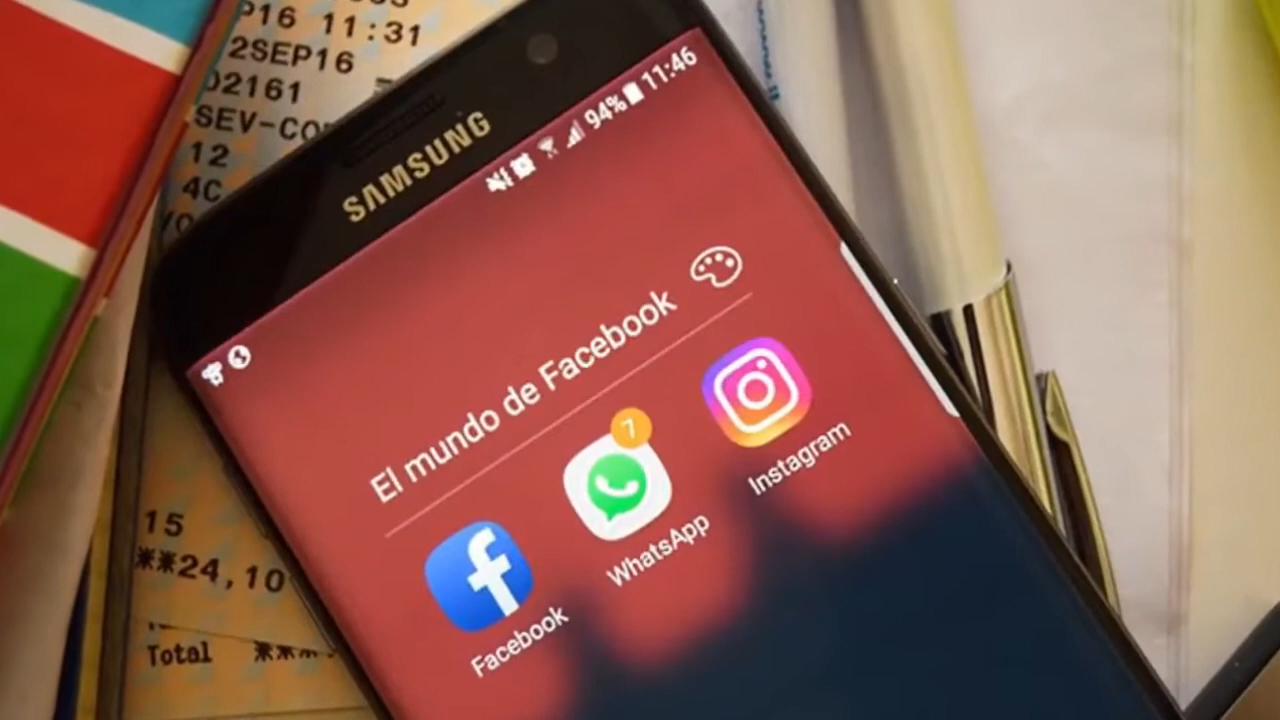 P16 11:31
2SEP16
02161
SEV-CO
12
4C
SAMSUNG
94% 11:46
El mundo de Facebook
7
Facebook
WhatsApp
Instagram
15
**24,10
Total